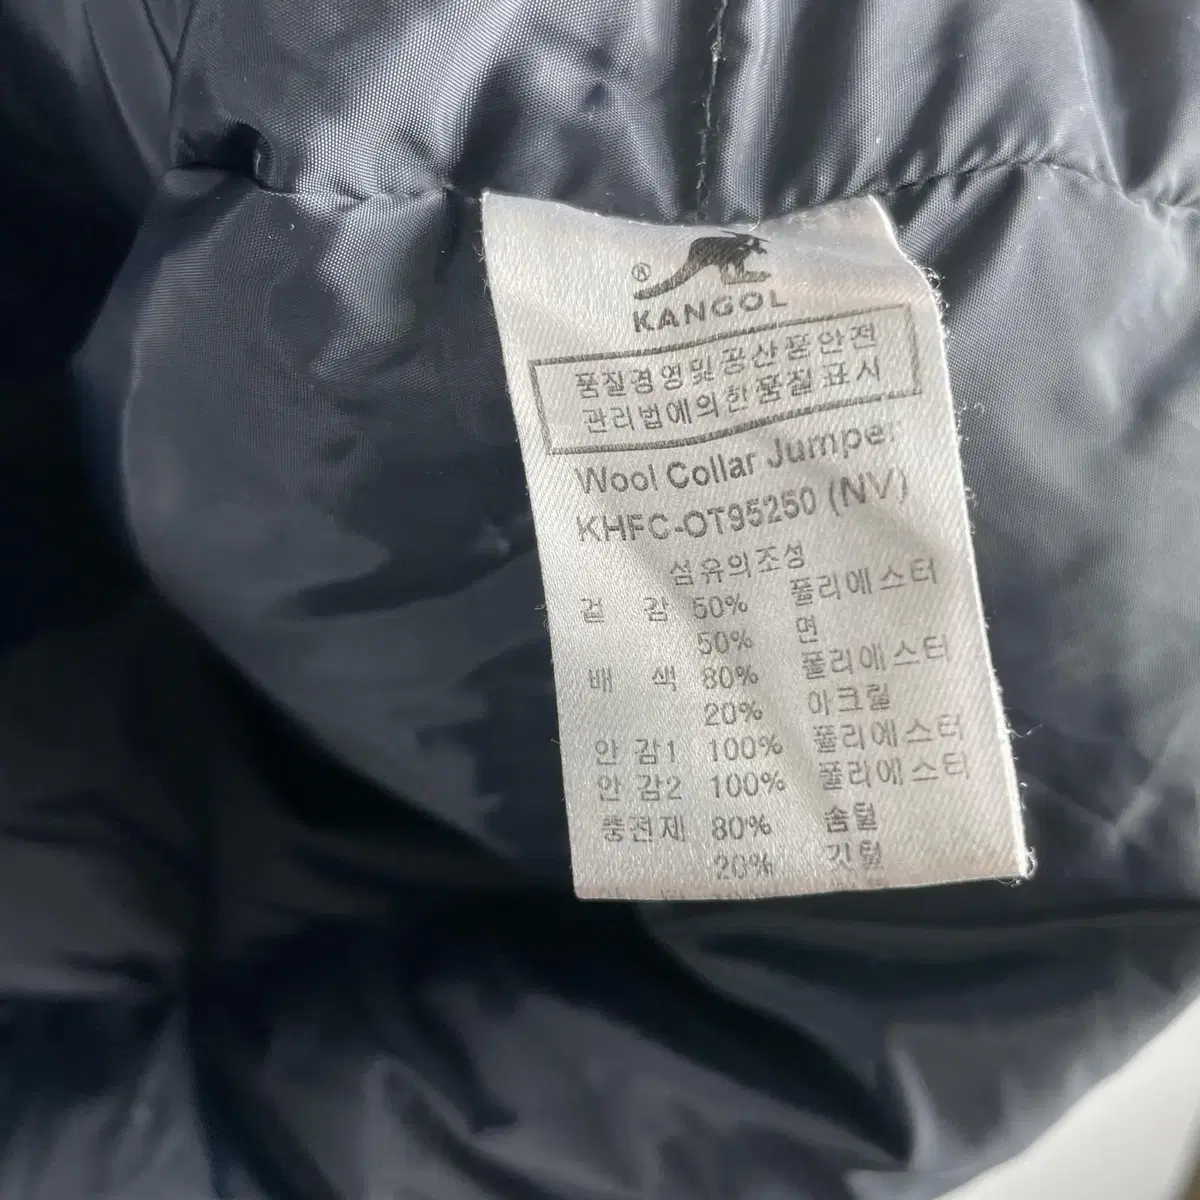 ®
KANGOL
품질경영및공산품안전
관리법에의한품질표시
Wool Collar Jumper
KHFC-OT95250 (NV)
섬유의조성
겉 감 50% 폴리에스터
50% 면
배 색 80% 폴리에스터
20% 아크릴
안 감1 100% 폴리에스터
안 감2 100% 폴리에스터
충전재 80% 솜털
20% 깃털